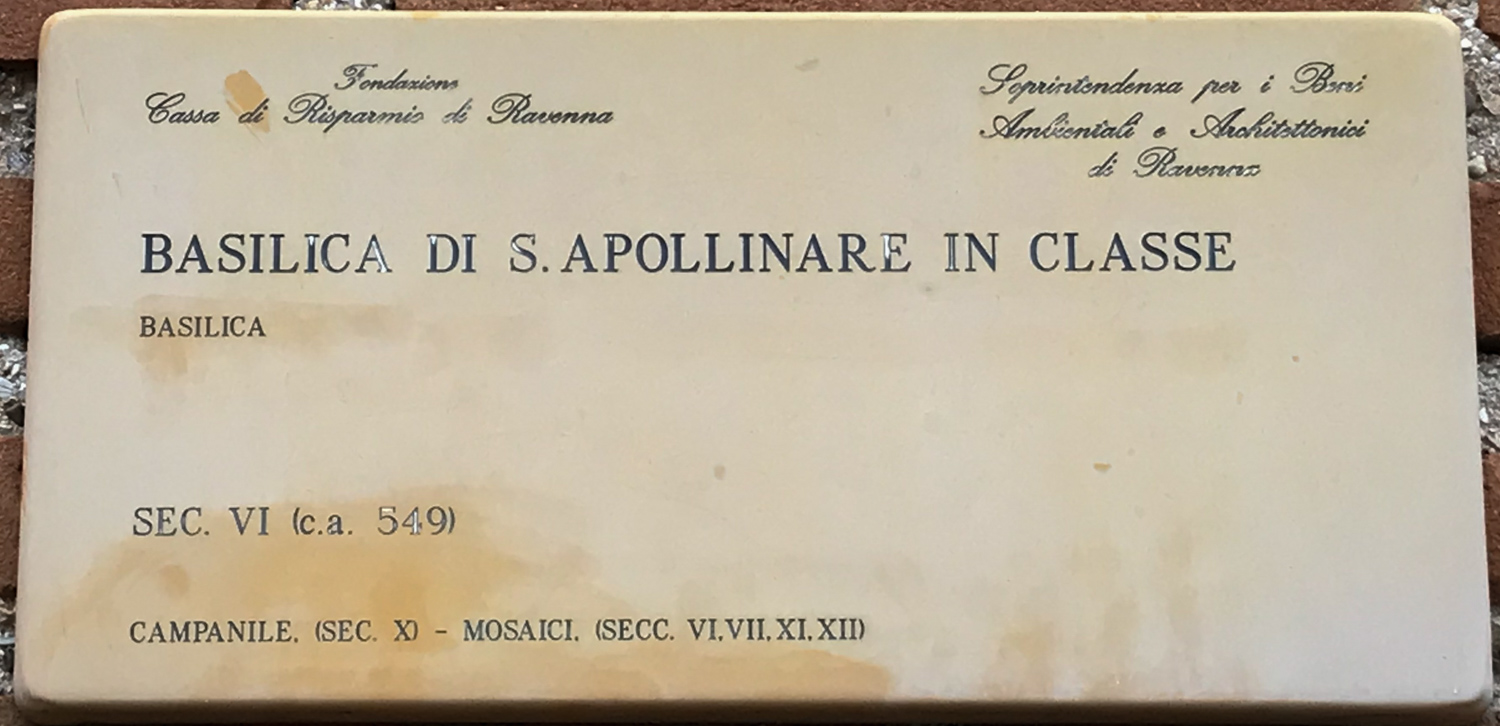 Fondazione
Cassa di Risparmio di Ravenna
Soprintendenza per i Beni
Ambientali e Architettonici
di Ravenna
BASILICA DI S. APOLLINARE IN CLASSE
BASILICA
SEC. VI (c.a. 549)
CAMPANILE, (SEC. X) - MOSAICI, (SECC. VI, VII, XI, XII)